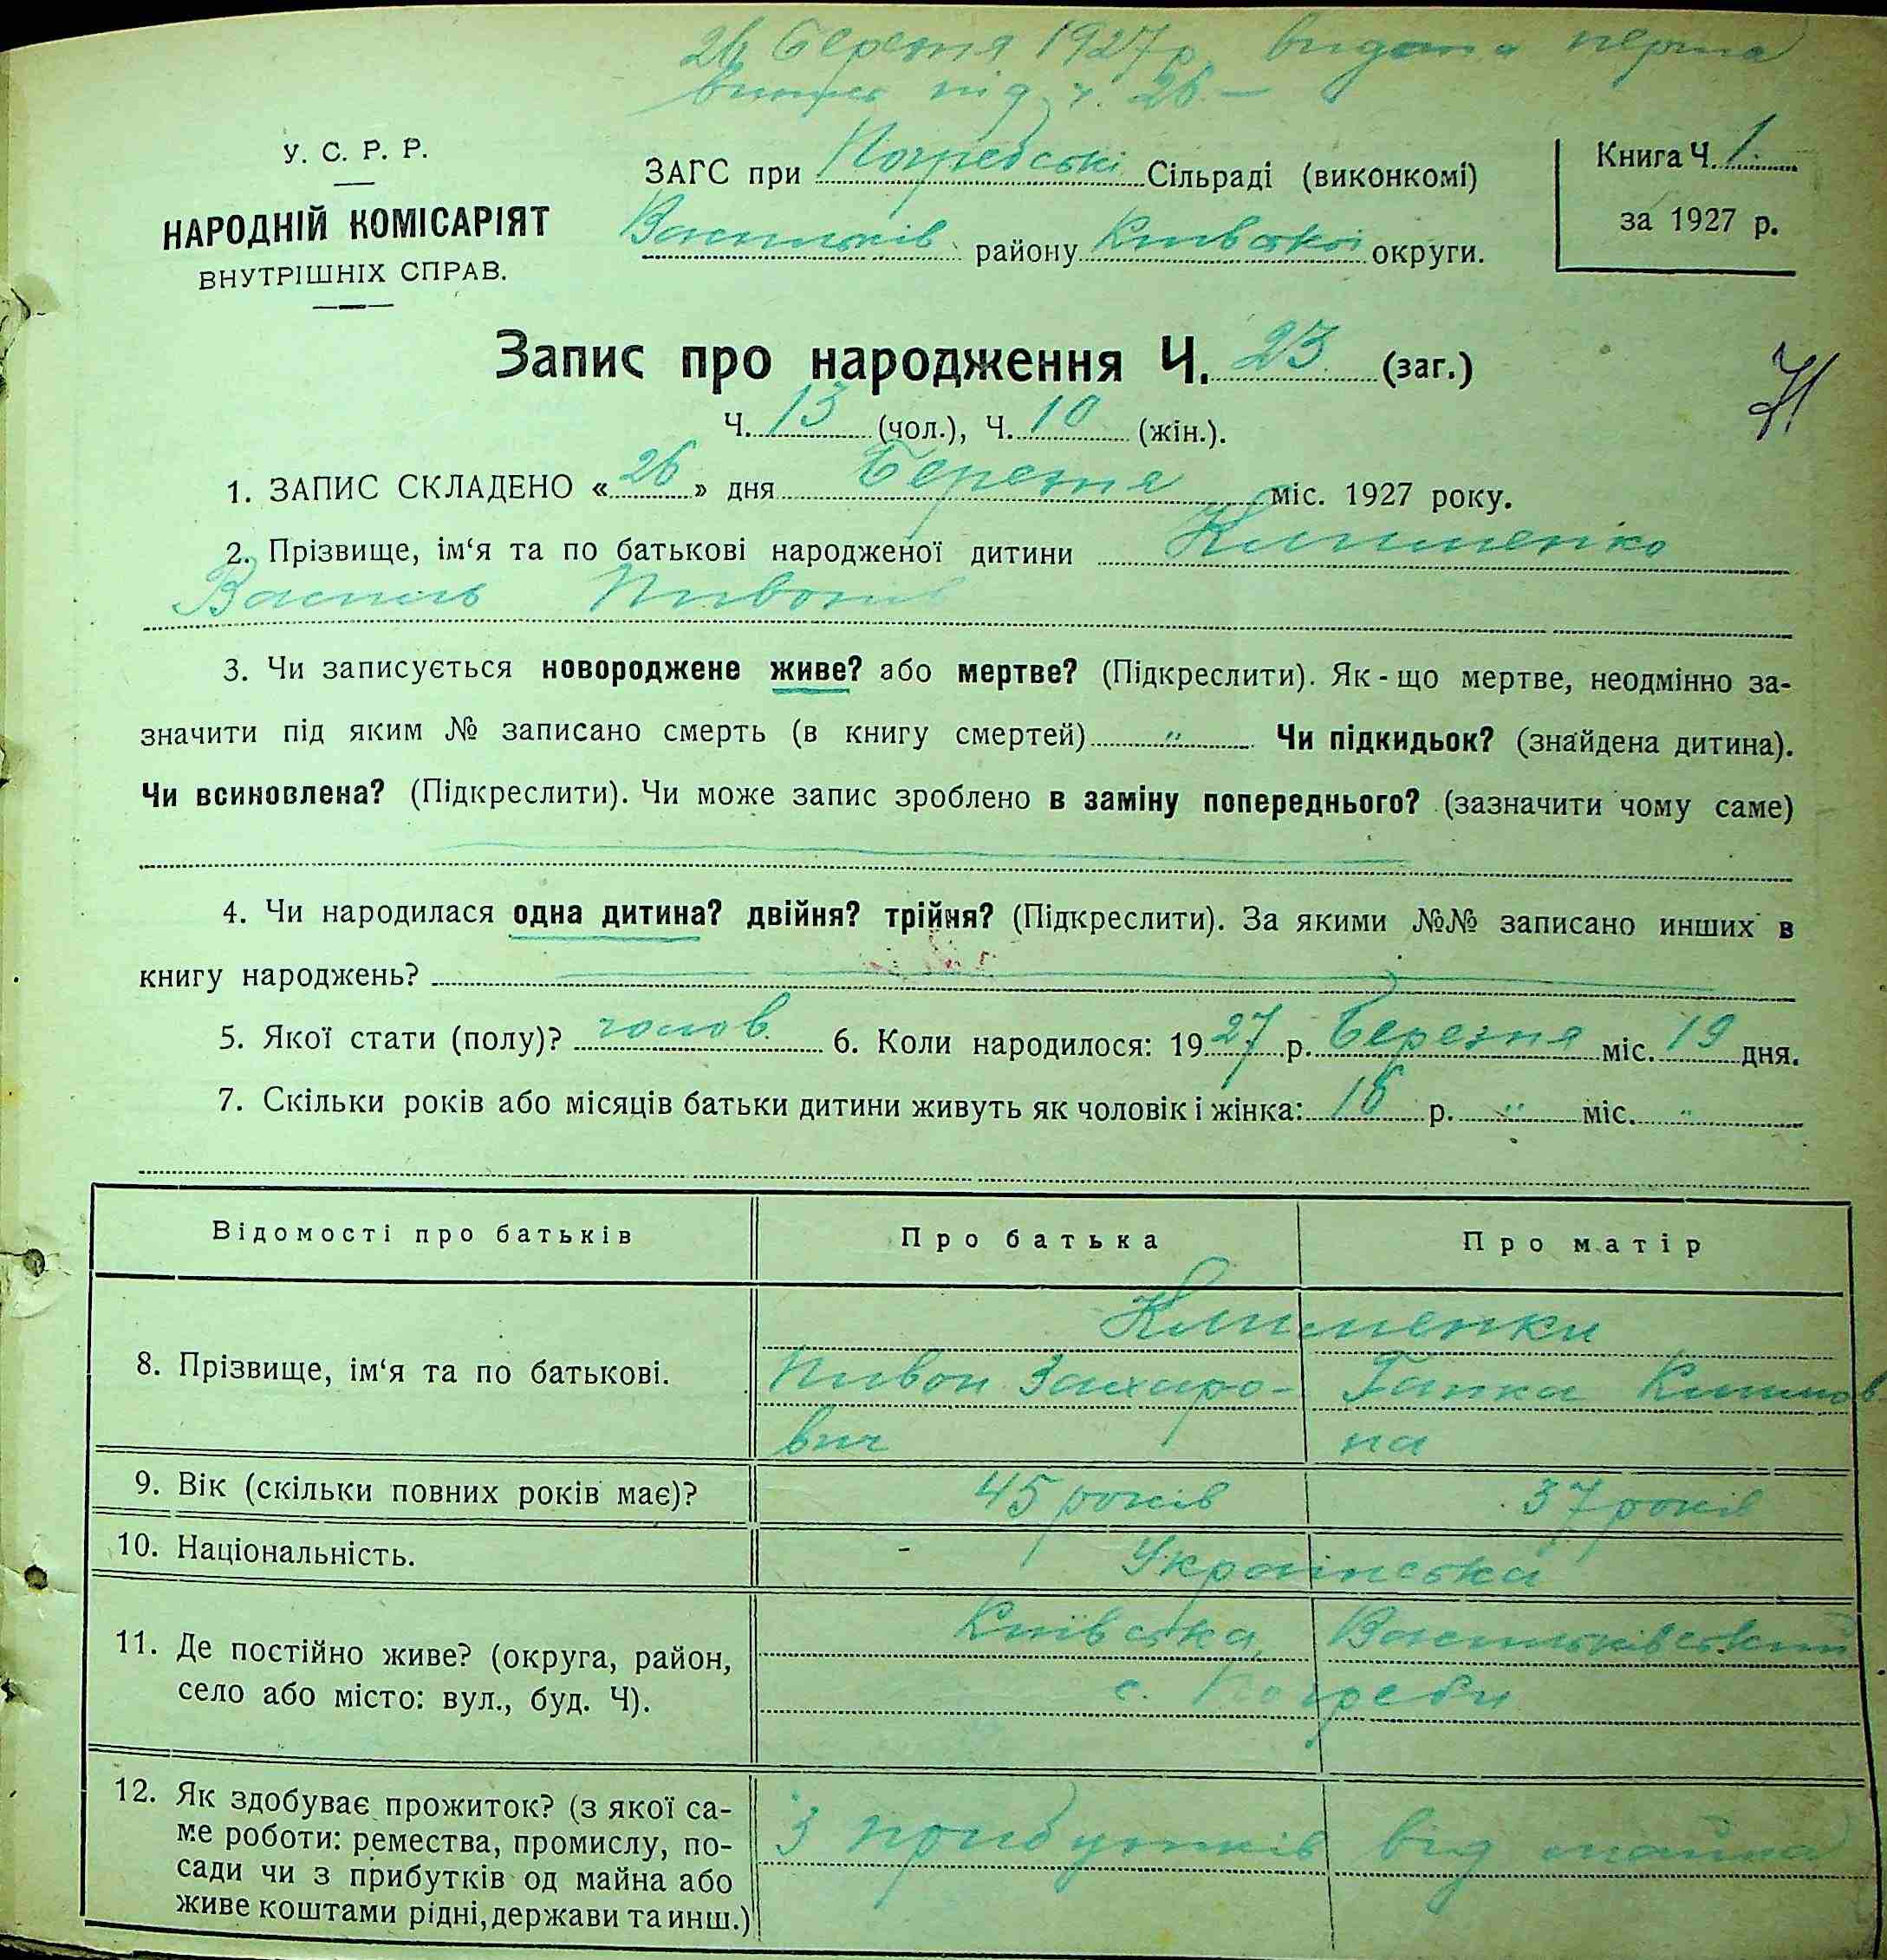 26 Березня 1927 р. видана перша
випись під ч. 26. —
У. С. Р. Р.
НАРОДНІЙ КОМІСАРІЯТ
ВНУТРІШНІХ СПРАВ.
ЗАГС при Погребській Сільраді (виконкомі)
Васильків району Київської округи.
Книга Ч. 1.
за 1927 р.
Запис про народження Ч. 23 (заг.)
71
Ч. 13 (чол.), Ч. 10 (жін.).
1. ЗАПИС СКЛАДЕНО «26» дня Березня міс. 1927 року.
2. Прізвище, ім‘я та по батькові народженої дитини Клименко
Василь Пивонів
3. Чи записується новороджене живе? або мертве? (Підкреслити). Як-що мертве, неодмінно за-
значити під яким № записано смерть (в книгу смертей) " Чи підкидьок? (знайдена дитина).
Чи всиновлена? (Підкреслити). Чи може запис зроблено в заміну попереднього? (зазначити чому саме)
4. Чи народилася одна дитина? двійня? трійня? (Підкреслити). За якими №№ записано инших в
книгу народжень?
5. Якої стати (полу)? чолов. 6. Коли народилося: 1927 р. Березня міс. 19 дня.
7. Скільки років або місяців батьки дитини живуть як чоловік і жінка: 18 р. " міс. "
Відомості про батьків Про батька Про матір
Клименки
8. Прізвище, ім‘я та по батькові. Пивон Захаро- Ганка Климов
вич на
9. Вік (скільки повних років має)? 45 років 37 років
10. Національність. Українська
11. Де постійно живе? (округа, район, Київська, Васильківський
село або місто: вул., буд. Ч). с. Погреби
12. Як здобуває прожиток? (з якої са-
ме роботи: ремества, промислу, по- З прибутків від майна
сади чи з прибутків од майна або
живе коштами рідні, держави та инш.)